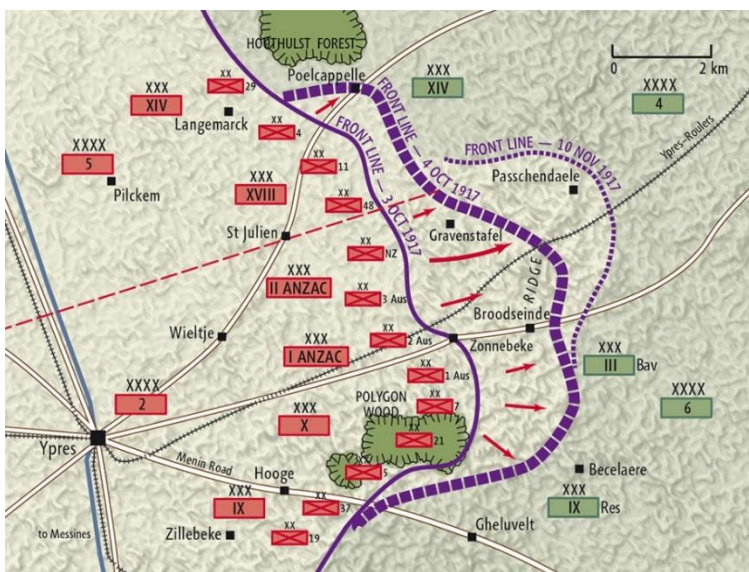 HOUTHULST FOREST
Poelcappelle
XXX
XIV
XX
29
XXX
XIV
0 2 km
XXXX
4
Langemarck
XX
4
FRONT LINE — 3 OCT 1917
FRONT LINE — 4 OCT 1917
FRONT LINE — 10 NOV 1917
Ypres–Roulers
XXXX
5
Pilckem
XX
11
Passchendaele
XXX
XVIII
XX
48
St Julien
Gravenstafel
XX
NZ
RIDGE
XXX
II ANZAC
XX
3 Aus
Broodseinde
Wieltje
XX
2 Aus
Zonnebeke
XXX
I ANZAC
XXX
III Bav
XX
1 Aus
XXXX
2
POLYGON
WOOD
XX
7
XXXX
6
XXX
X
XX
21
Ypres
Menin Road
XX
5
Becelaere
Hooge
XXX
IX
XX
37
XXX
IX Res
to Messines
Zillebeke
XX
19
Gheluvelt